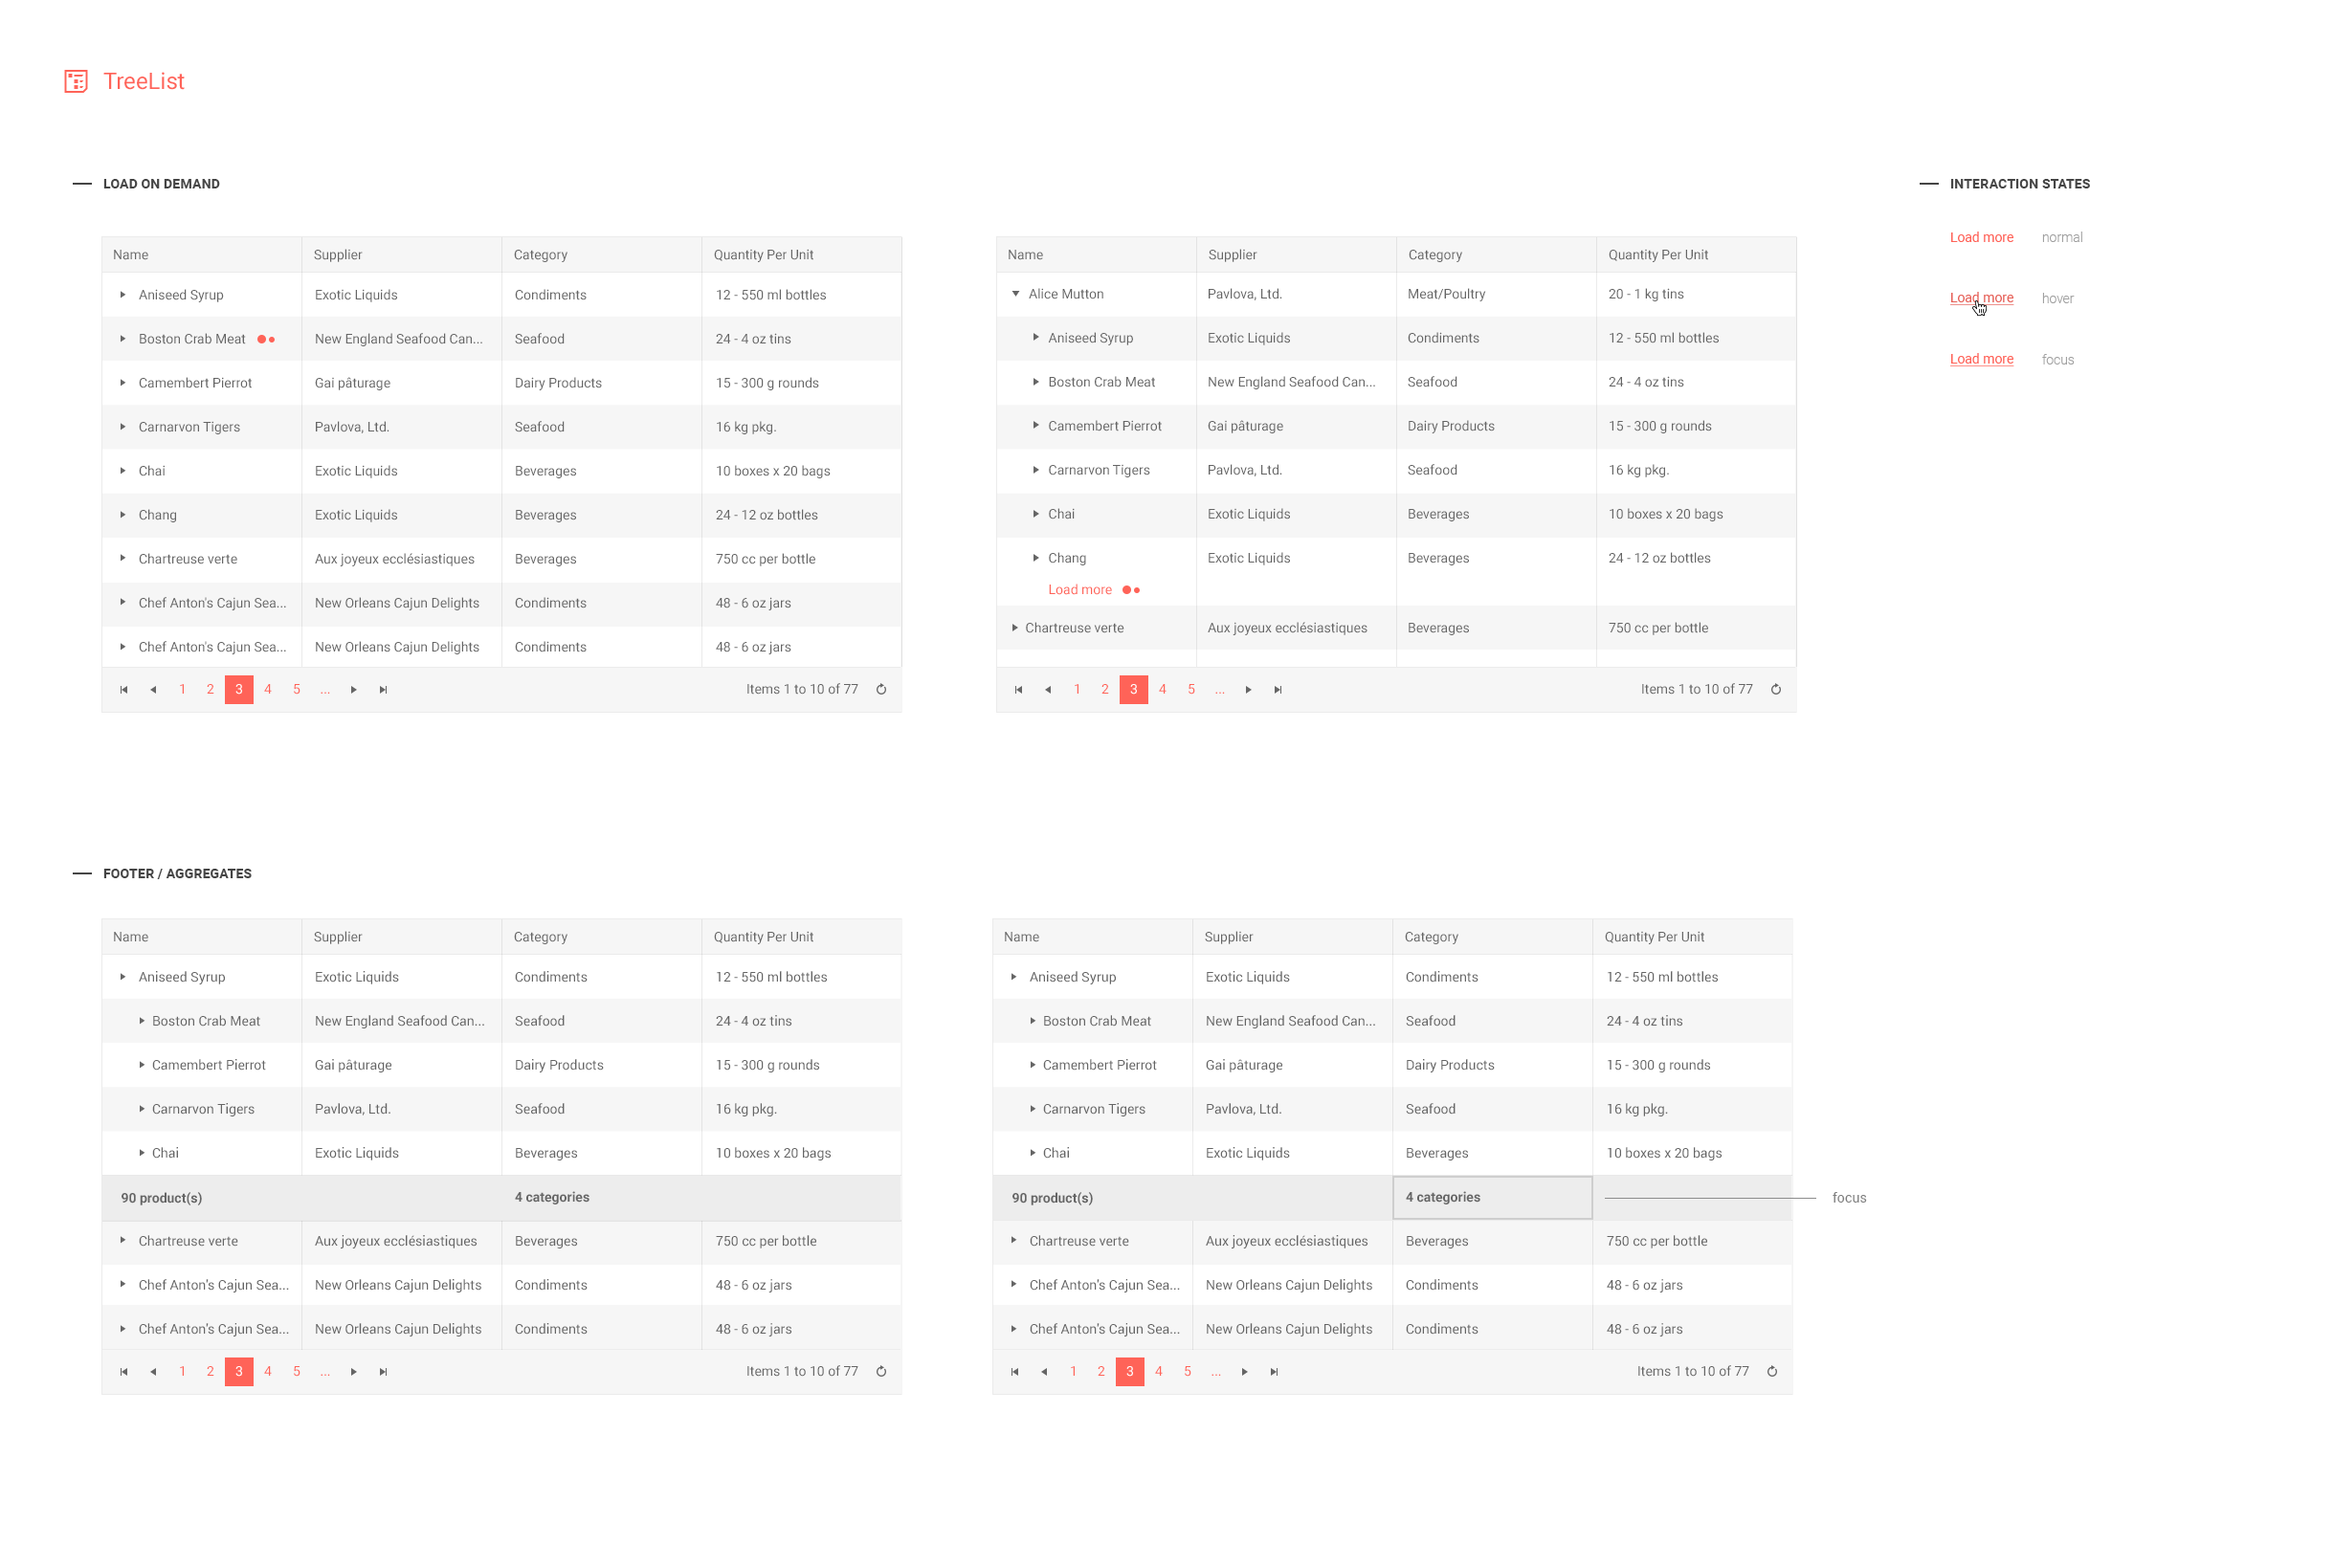 TreeList
LOAD ON DEMAND
Name Supplier Category Quantity Per Unit
Aniseed Syrup Exotic Liquids Condiments 12 - 550 ml bottles
Boston Crab Meat New England Seafood Can... Seafood 24 - 4 oz tins
Camembert Pierrot Gai pâturage Dairy Products 15 - 300 g rounds
Carnarvon Tigers Pavlova, Ltd. Seafood 16 kg pkg.
Chai Exotic Liquids Beverages 10 boxes x 20 bags
Chang Exotic Liquids Beverages 24 - 12 oz bottles
Chartreuse verte Aux joyeux ecclésiastiques Beverages 750 cc per bottle
Chef Anton's Cajun Sea... New Orleans Cajun Delights Condiments 48 - 6 oz jars
Chef Anton's Cajun Sea... New Orleans Cajun Delights Condiments 48 - 6 oz jars
1 2 3 4 5 ... Items 1 to 10 of 77
Name Supplier Category Quantity Per Unit
Alice Mutton Pavlova, Ltd. Meat/Poultry 20 - 1 kg tins
Aniseed Syrup Exotic Liquids Condiments 12 - 550 ml bottles
Boston Crab Meat New England Seafood Can... Seafood 24 - 4 oz tins
Camembert Pierrot Gai pâturage Dairy Products 15 - 300 g rounds
Carnarvon Tigers Pavlova, Ltd. Seafood 16 kg pkg.
Chai Exotic Liquids Beverages 10 boxes x 20 bags
Chang Exotic Liquids Beverages 24 - 12 oz bottles
Load more
Chartreuse verte Aux joyeux ecclésiastiques Beverages 750 cc per bottle
1 2 3 4 5 ... Items 1 to 10 of 77
INTERACTION STATES
Load more normal
Load more hover
Load more focus
FOOTER / AGGREGATES
Name Supplier Category Quantity Per Unit
Aniseed Syrup Exotic Liquids Condiments 12 - 550 ml bottles
Boston Crab Meat New England Seafood Can... Seafood 24 - 4 oz tins
Camembert Pierrot Gai pâturage Dairy Products 15 - 300 g rounds
Carnarvon Tigers Pavlova, Ltd. Seafood 16 kg pkg.
Chai Exotic Liquids Beverages 10 boxes x 20 bags
90 product(s) 4 categories
Chartreuse verte Aux joyeux ecclésiastiques Beverages 750 cc per bottle
Chef Anton's Cajun Sea... New Orleans Cajun Delights Condiments 48 - 6 oz jars
Chef Anton's Cajun Sea... New Orleans Cajun Delights Condiments 48 - 6 oz jars
1 2 3 4 5 ... Items 1 to 10 of 77
Name Supplier Category Quantity Per Unit
Aniseed Syrup Exotic Liquids Condiments 12 - 550 ml bottles
Boston Crab Meat New England Seafood Can... Seafood 24 - 4 oz tins
Camembert Pierrot Gai pâturage Dairy Products 15 - 300 g rounds
Carnarvon Tigers Pavlova, Ltd. Seafood 16 kg pkg.
Chai Exotic Liquids Beverages 10 boxes x 20 bags
90 product(s) 4 categories focus
Chartreuse verte Aux joyeux ecclésiastiques Beverages 750 cc per bottle
Chef Anton's Cajun Sea... New Orleans Cajun Delights Condiments 48 - 6 oz jars
Chef Anton's Cajun Sea... New Orleans Cajun Delights Condiments 48 - 6 oz jars
1 2 3 4 5 ... Items 1 to 10 of 77